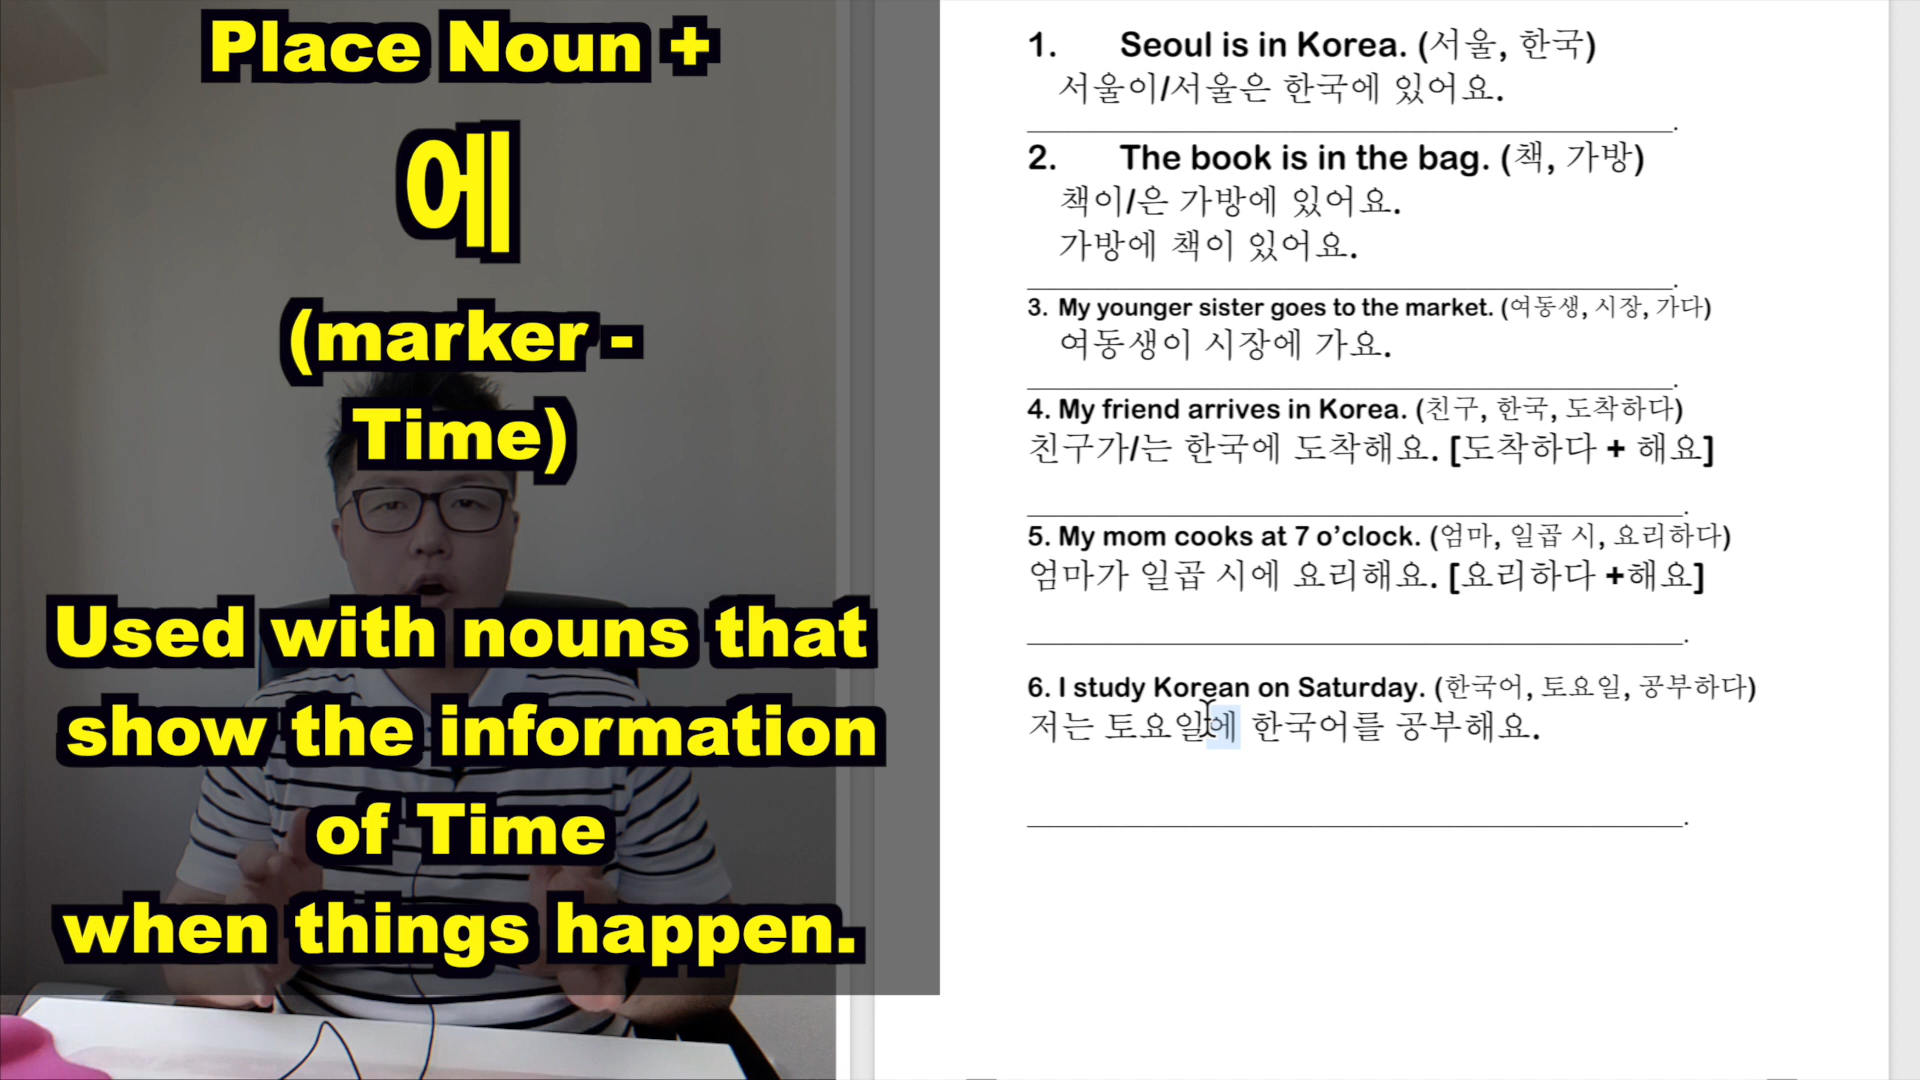 Place Noun +
에
(marker -
Time)
Used with nouns that
show the information
of Time
when things happen.
1. Seoul is in Korea. (서울, 한국)
서울이/서울은 한국에 있어요.
2. The book is in the bag. (책, 가방)
책이/은 가방에 있어요.
가방에 책이 있어요.
3. My younger sister goes to the market. (여동생, 시장, 가다)
여동생이 시장에 가요.
4. My friend arrives in Korea. (친구, 한국, 도착하다)
친구가/는 한국에 도착해요. [도착하다 + 해요]
5. My mom cooks at 7 o’clock. (엄마, 일곱 시, 요리하다)
엄마가 일곱 시에 요리해요. [요리하다 +해요]
6. I study Korean on Saturday. (한국어, 토요일, 공부하다)
저는 토요일에 한국어를 공부해요.